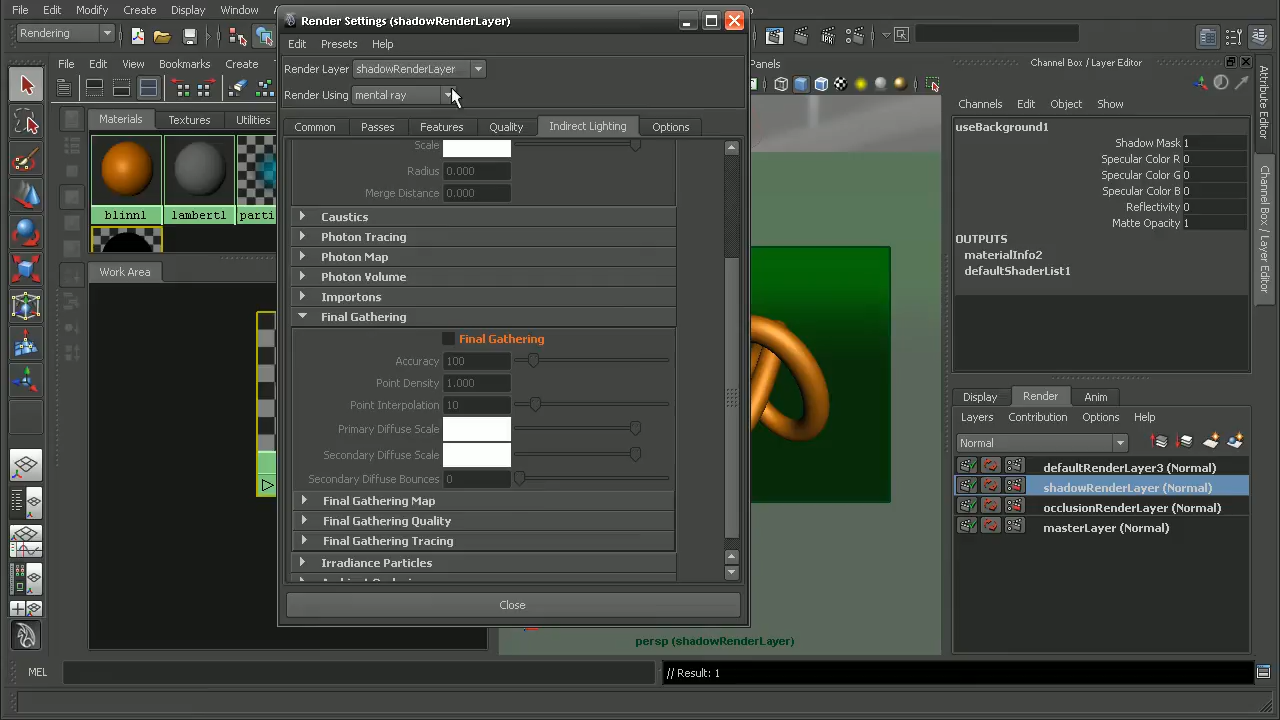 File Edit Modify Create Display Window
Rendering
File Edit View Bookmarks Create
Materials Textures Utilities
blinn1 lambert1 parti
Work Area
Render Settings (shadowRenderLayer)
Edit Presets Help
Render Layer shadowRenderLayer
Render Using mental ray
Common Passes Features Quality Indirect Lighting Options
Scale
Radius 0.000
Merge Distance 0.000
Caustics
Photon Tracing
Photon Map
Photon Volume
Importons
Final Gathering
Final Gathering
Accuracy 100
Point Density 1.000
Point Interpolation 10
Primary Diffuse Scale
Secondary Diffuse Scale
Secondary Diffuse Bounces 0
Final Gathering Map
Final Gathering Quality
Final Gathering Tracing
Irradiance Particles
Close
Panels
persp (shadowRenderLayer)
Channel Box / Layer Editor
Channels Edit Object Show
useBackground1
Shadow Mask 1
Specular Color R 0
Specular Color G 0
Specular Color B 0
Reflectivity 0
Matte Opacity 1
OUTPUTS
materialInfo2
defaultShaderList1
Display Render Anim
Layers Contribution Options Help
Normal
defaultRenderLayer3 (Normal)
shadowRenderLayer (Normal)
occlusionRenderLayer (Normal)
masterLayer (Normal)
Attribute Editor
Channel Box / Layer Editor
MEL
// Result: 1